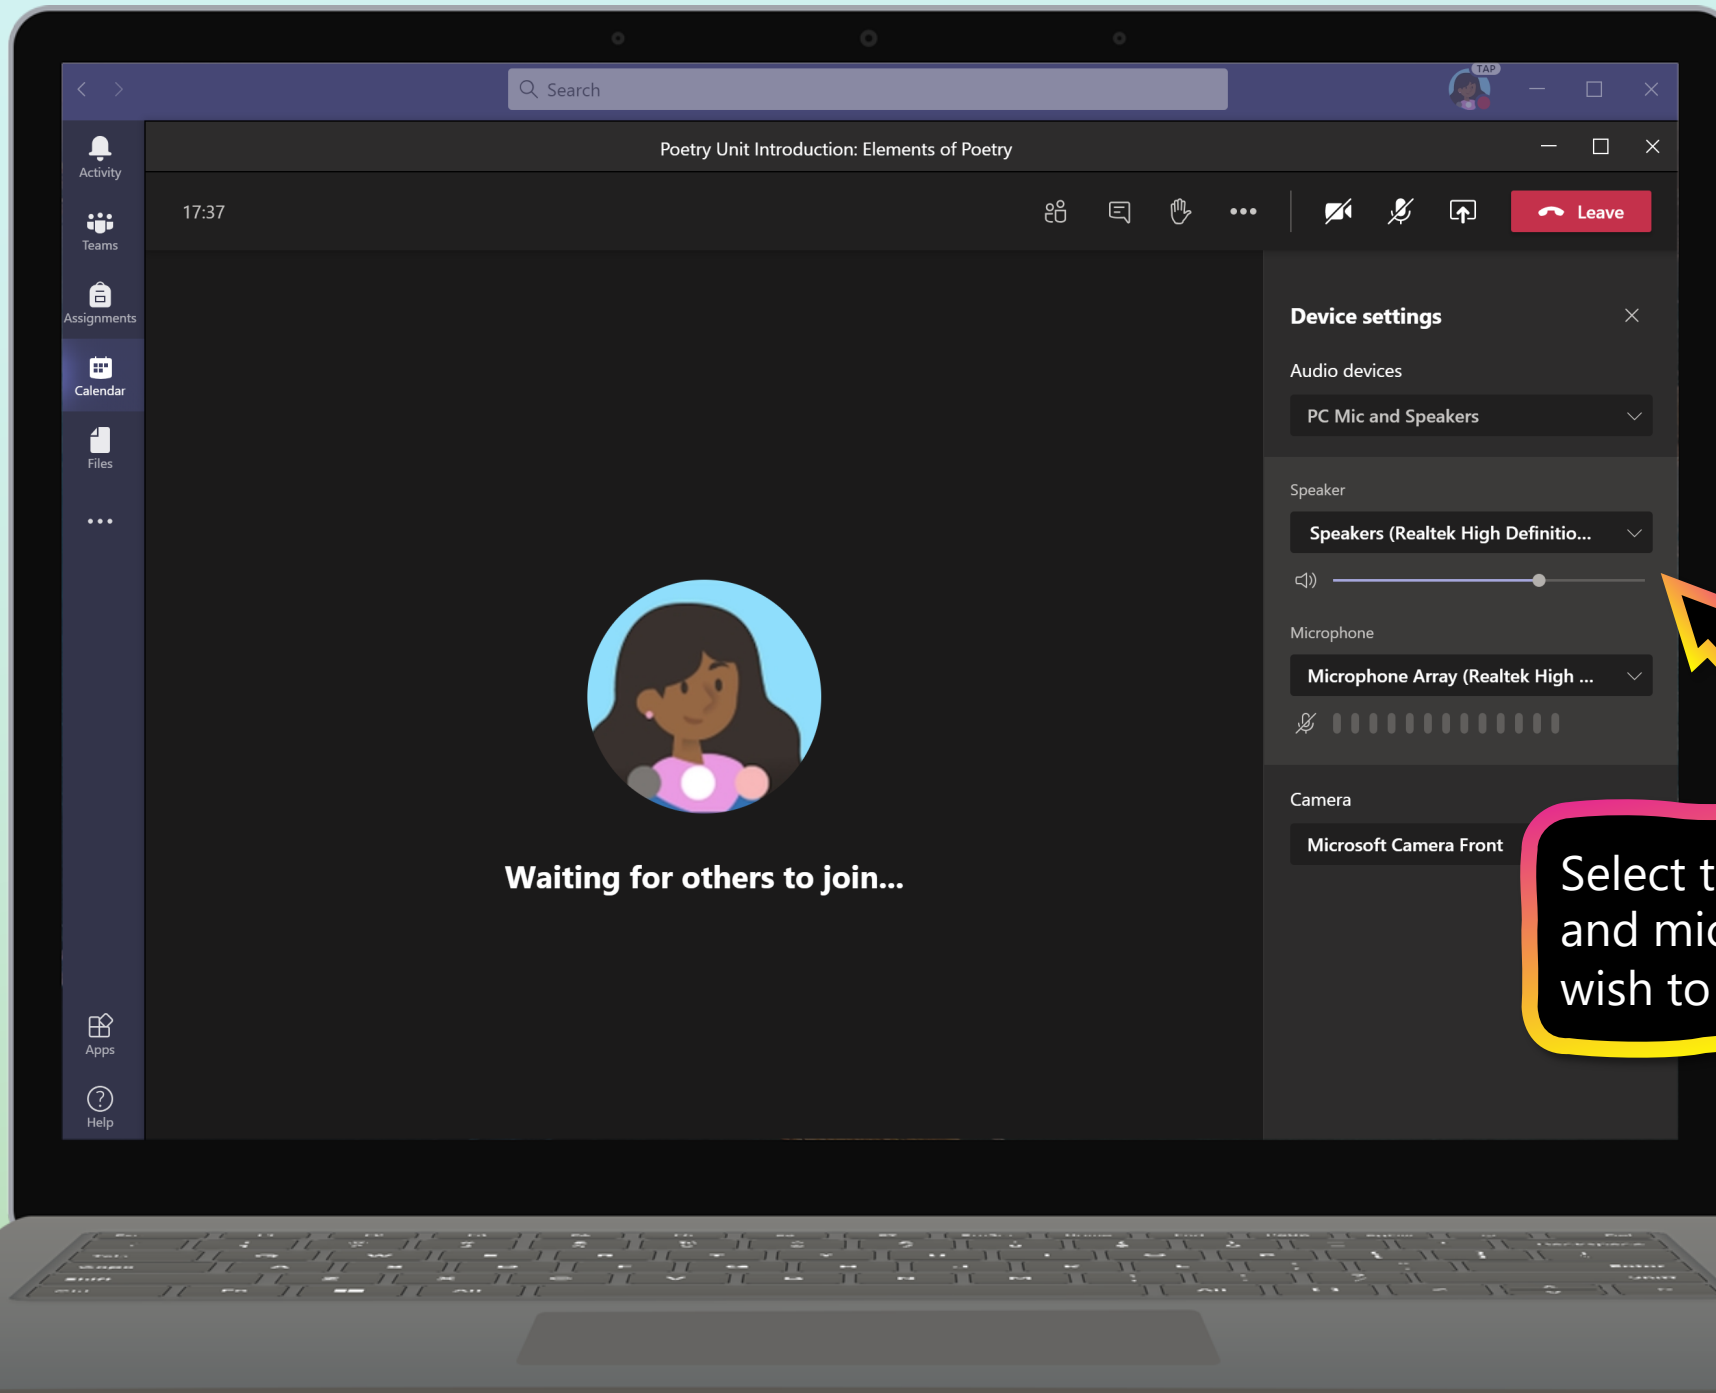 Search
TAP
Activity
Teams
Assignments
Calendar
Files
Apps
Help
Poetry Unit Introduction: Elements of Poetry
17:37
Leave
Waiting for others to join...
Device settings
Audio devices
PC Mic and Speakers
Speaker
Speakers (Realtek High Definitio...
Microphone
Microphone Array (Realtek High ...
Camera
Microsoft Camera Front
Select t
and mic
wish to